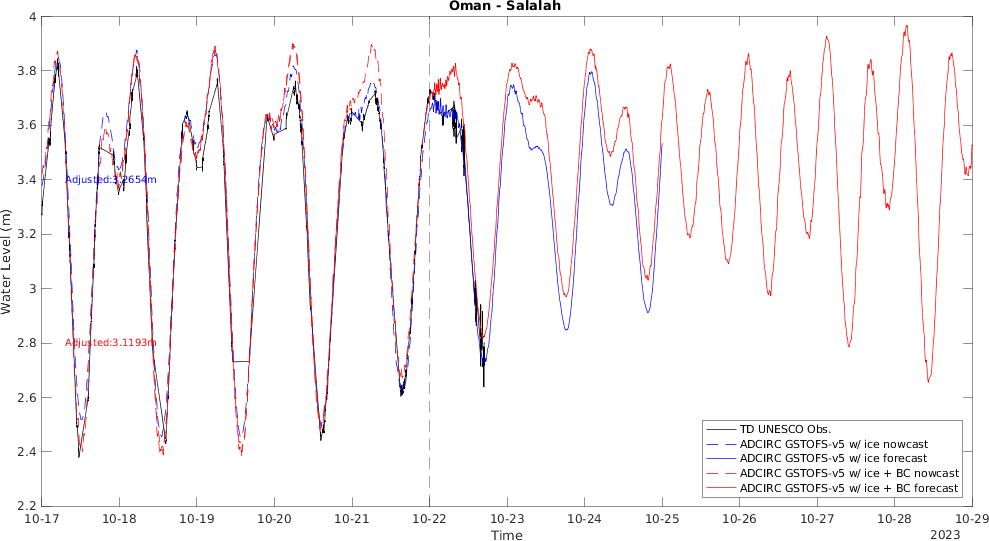 Oman - Salalah
4
3.8
3.6
3.4
3.2
3
2.8
2.6
2.4
2.2
Water Level (m)
Adjusted:3.2654m
Adjusted:3.1193m
TD UNESCO Obs.
ADCIRC GSTOFS-v5 w/ ice nowcast
ADCIRC GSTOFS-v5 w/ ice forecast
ADCIRC GSTOFS-v5 w/ ice + BC nowcast
ADCIRC GSTOFS-v5 w/ ice + BC forecast
10-17 10-18 10-19 10-20 10-21 10-22 10-23 10-24 10-25 10-26 10-27 10-28 10-29
Time
2023